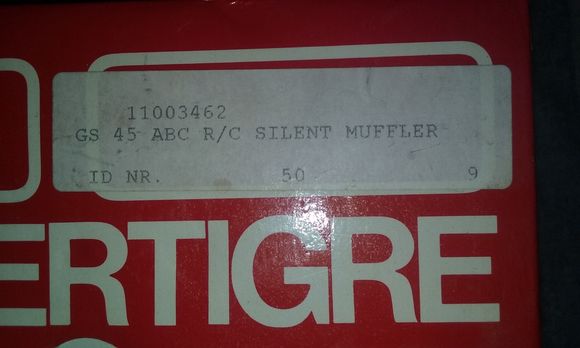 11003462
GS 45 ABC R/C SILENT MUFFLER
ID NR. 50 9
ERTIGRE